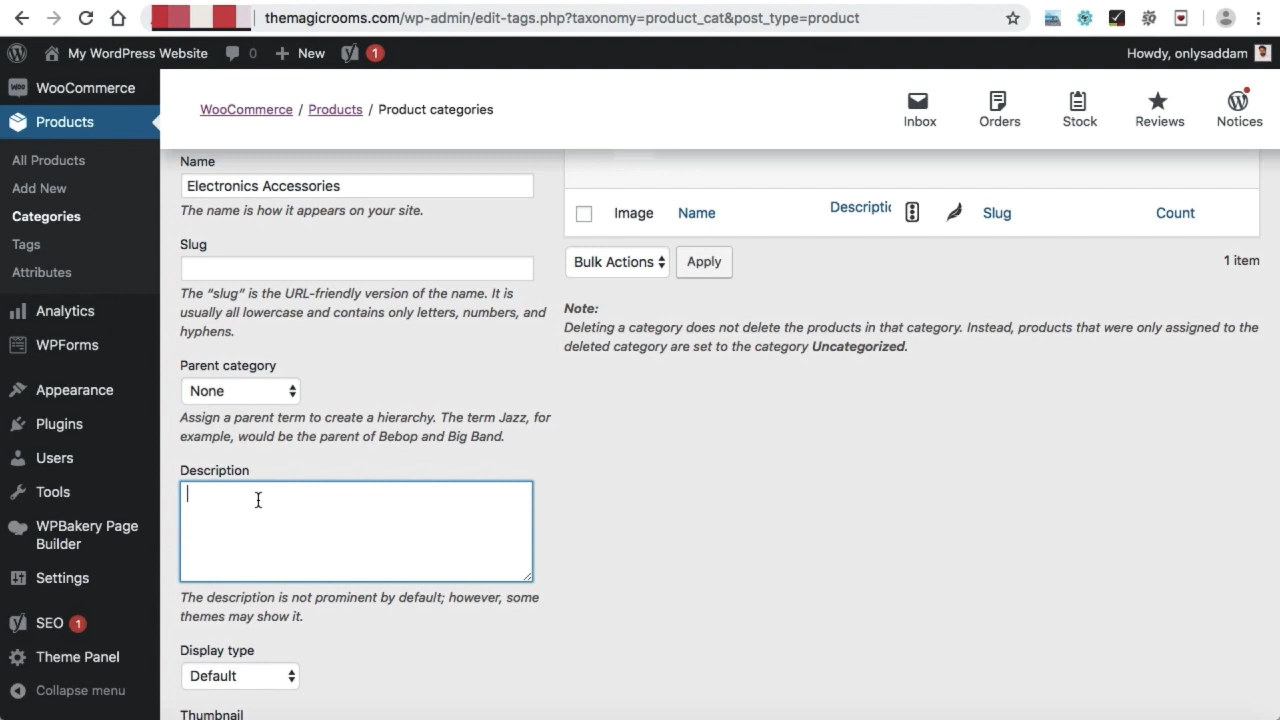 themagicrooms.com/wp-admin/edit-tags.php?taxonomy=product_cat&post_type=product
My WordPress Website 0 New 1 Howdy, onlysaddam
WooCommerce
Products
All Products
Add New
Categories
Tags
Attributes
Analytics
WPForms
Appearance
Plugins
Users
Tools
WPBakery Page
Builder
Settings
SEO 1
Theme Panel
Collapse menu
WooCommerce / Products / Product categories
Inbox Orders Stock Reviews Notices
Name
Electronics Accessories
The name is how it appears on your site.
Slug
The “slug” is the URL-friendly version of the name. It is
usually all lowercase and contains only letters, numbers, and
hyphens.
Parent category
None
Assign a parent term to create a hierarchy. The term Jazz, for
example, would be the parent of Bebop and Big Band.
Description
The description is not prominent by default; however, some
themes may show it.
Display type
Default
Thumbnail
Image Name Descriptic Slug Count
Bulk Actions Apply 1 item
Note:
Deleting a category does not delete the products in that category. Instead, products that were only assigned to the
deleted category are set to the category Uncategorized.